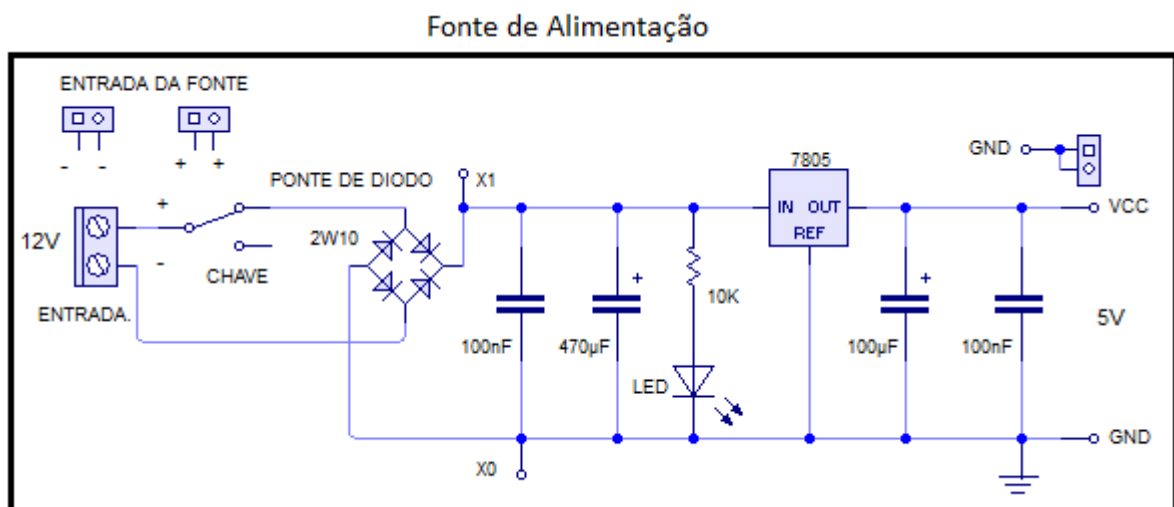 Fonte de Alimentação
ENTRADA DA FONTE
- -
+ +
PONTE DE DIODO
X1
7805
GND
12V
+
-
CHAVE
2W10
IN OUT
REF
VCC
ENTRADA.
100nF
+
470µF
10K
LED
+
100µF
100nF
5V
X0
GND